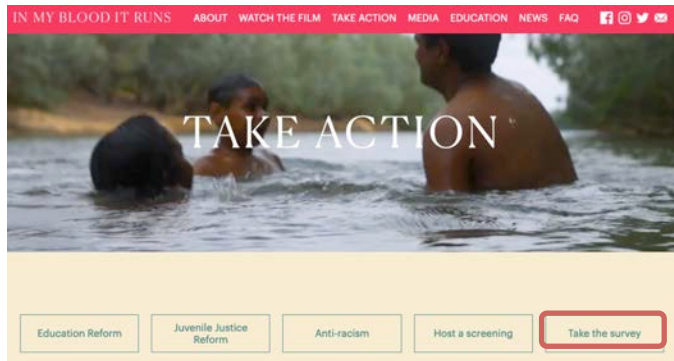 IN MY BLOOD IT RUNS ABOUT WATCH THE FILM TAKE ACTION MEDIA EDUCATION NEWS FAQ
TAKE ACTION
Education Reform
Juvenile Justice
Reform
Anti-racism
Host a screening
Take the survey